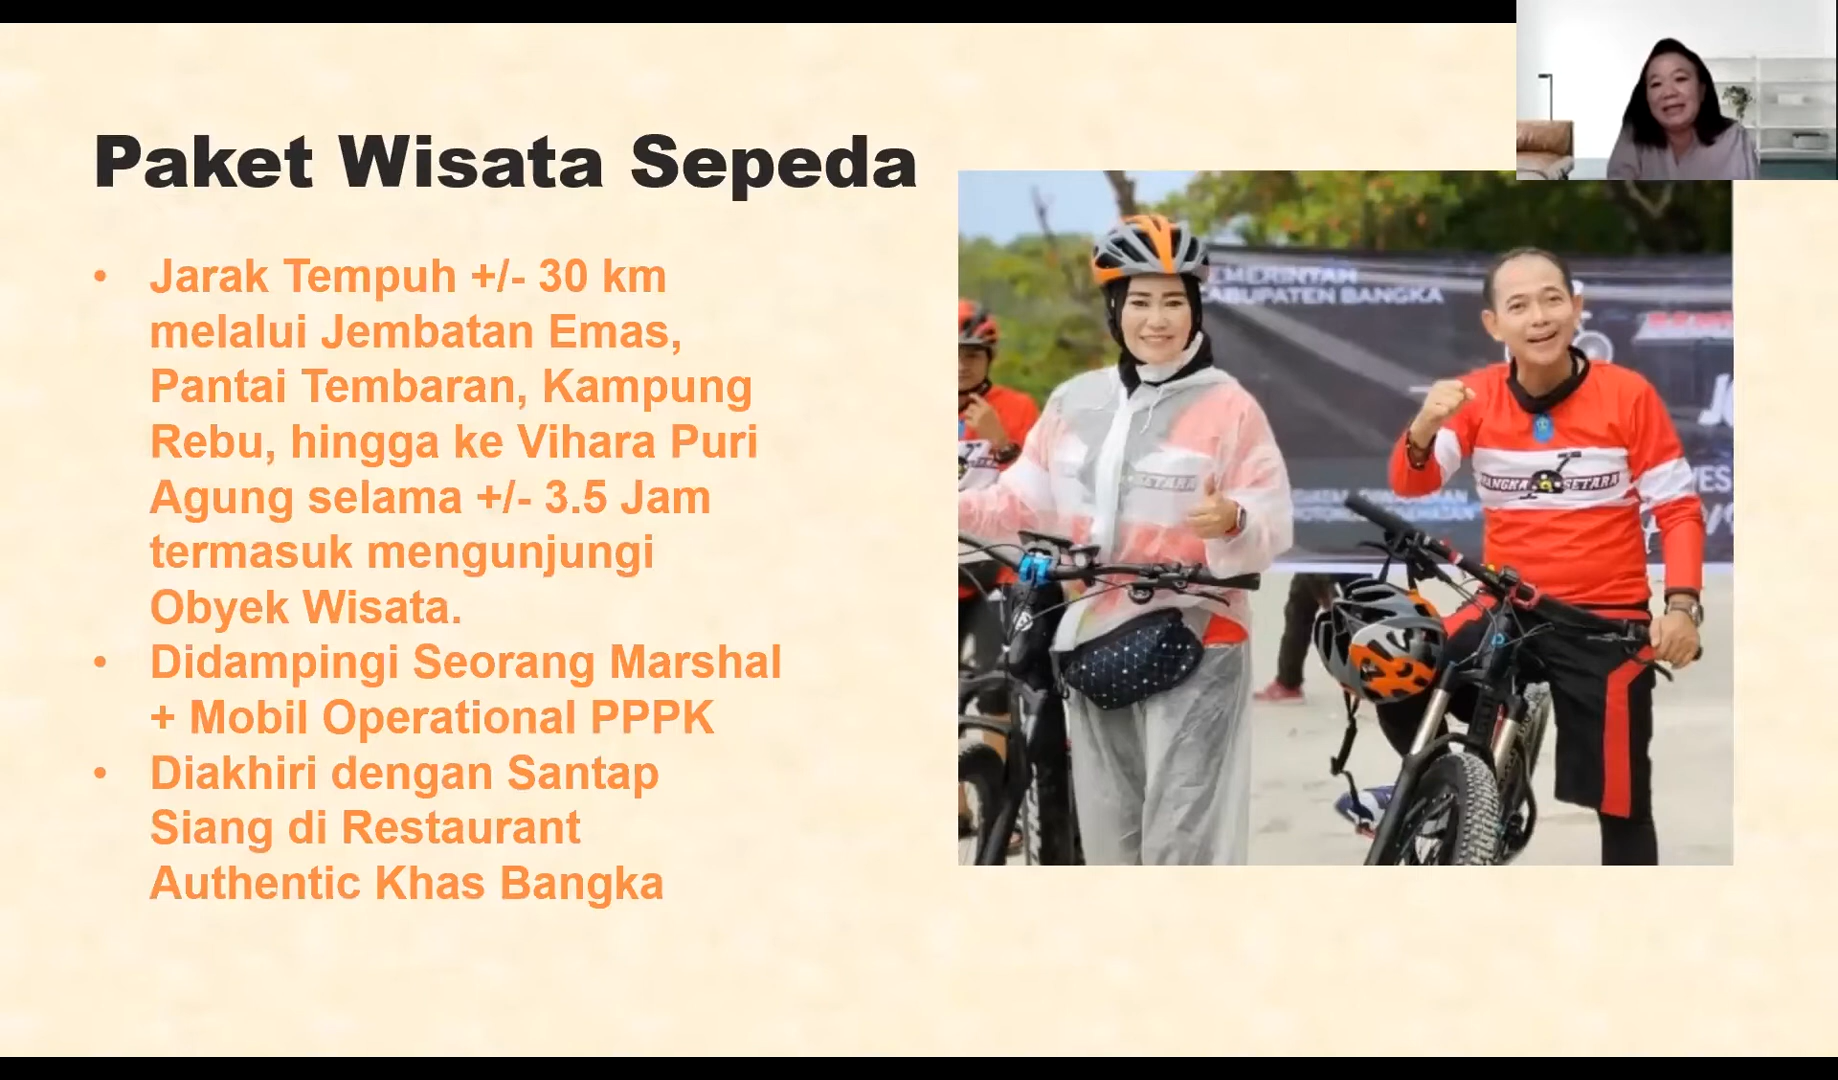 Paket Wisata Sepeda
• Jarak Tempuh +/- 30 km
melalui Jembatan Emas,
Pantai Tembaran, Kampung
Rebu, hingga ke Vihara Puri
Agung selama +/- 3.5 Jam
termasuk mengunjungi
Obyek Wisata.
• Didampingi Seorang Marshal
+ Mobil Operational PPPK
• Diakhiri dengan Santap
Siang di Restaurant
Authentic Khas Bangka
KABUPATEN BANGKA
SETARA
BANGKA SETARA